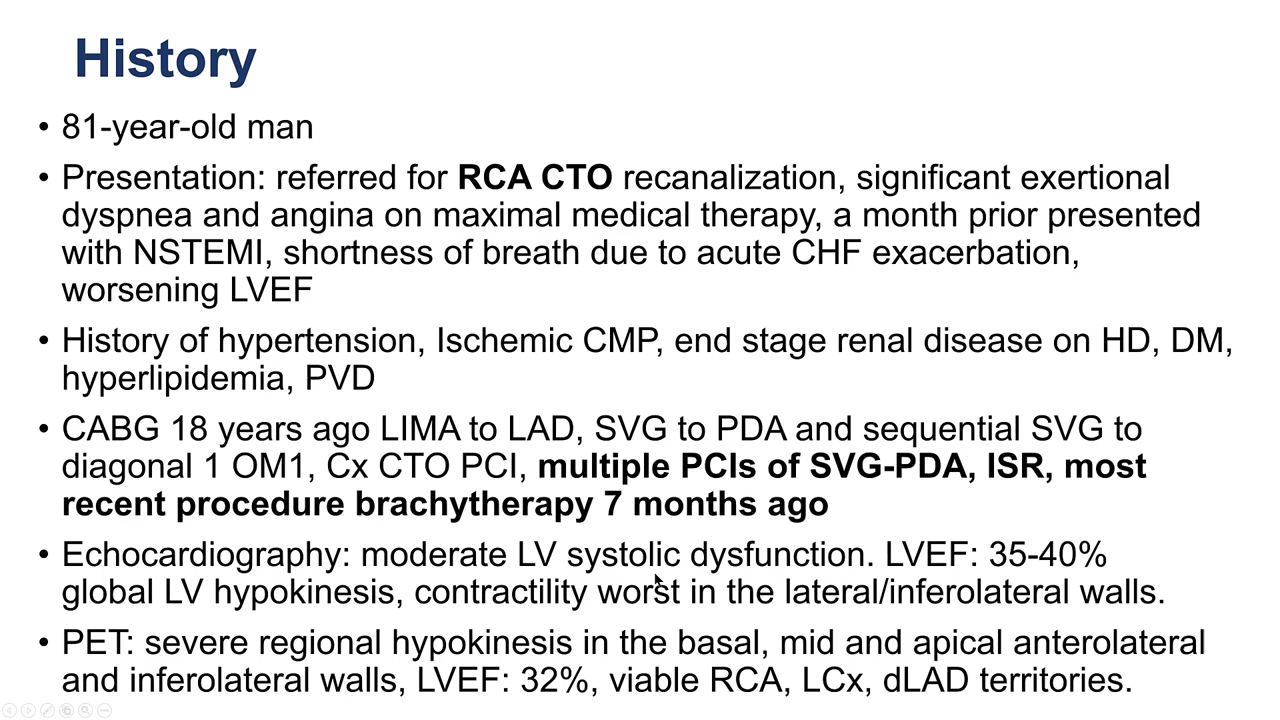 History
• 81-year-old man
• Presentation: referred for RCA CTO recanalization, significant exertional
dyspnea and angina on maximal medical therapy, a month prior presented
with NSTEMI, shortness of breath due to acute CHF exacerbation,
worsening LVEF
• History of hypertension, Ischemic CMP, end stage renal disease on HD, DM,
hyperlipidemia, PVD
• CABG 18 years ago LIMA to LAD, SVG to PDA and sequential SVG to
diagonal 1 OM1, Cx CTO PCI, multiple PCIs of SVG-PDA, ISR, most
recent procedure brachytherapy 7 months ago
• Echocardiography: moderate LV systolic dysfunction. LVEF: 35-40%
global LV hypokinesis, contractility worst in the lateral/inferolateral walls.
• PET: severe regional hypokinesis in the basal, mid and apical anterolateral
and inferolateral walls, LVEF: 32%, viable RCA, LCx, dLAD territories.